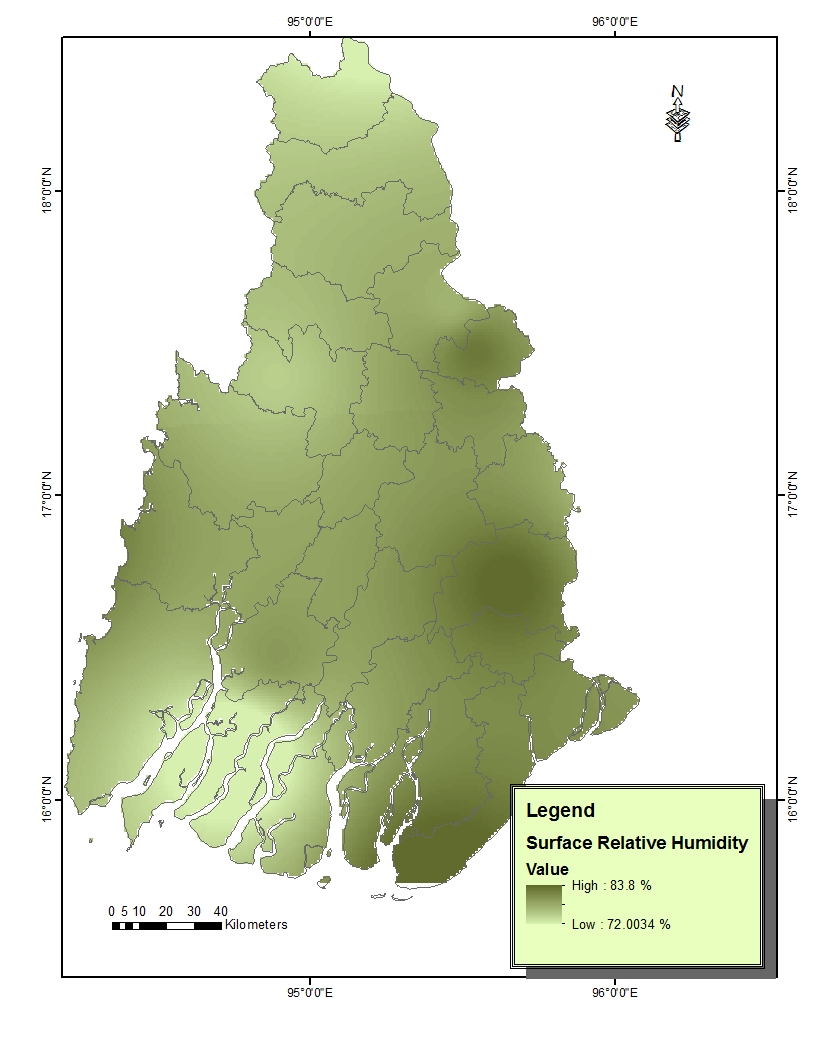 95°0'0"E 96°0'0"E
N
18°0'0"N 18°0'0"N
17°0'0"N 17°0'0"N
16°0'0"N 16°0'0"N
Legend
Surface Relative Humidity
Value
High : 83.8 %
Low : 72.0034 %
0 5 10 20 30 40
Kilometers
95°0'0"E 96°0'0"E